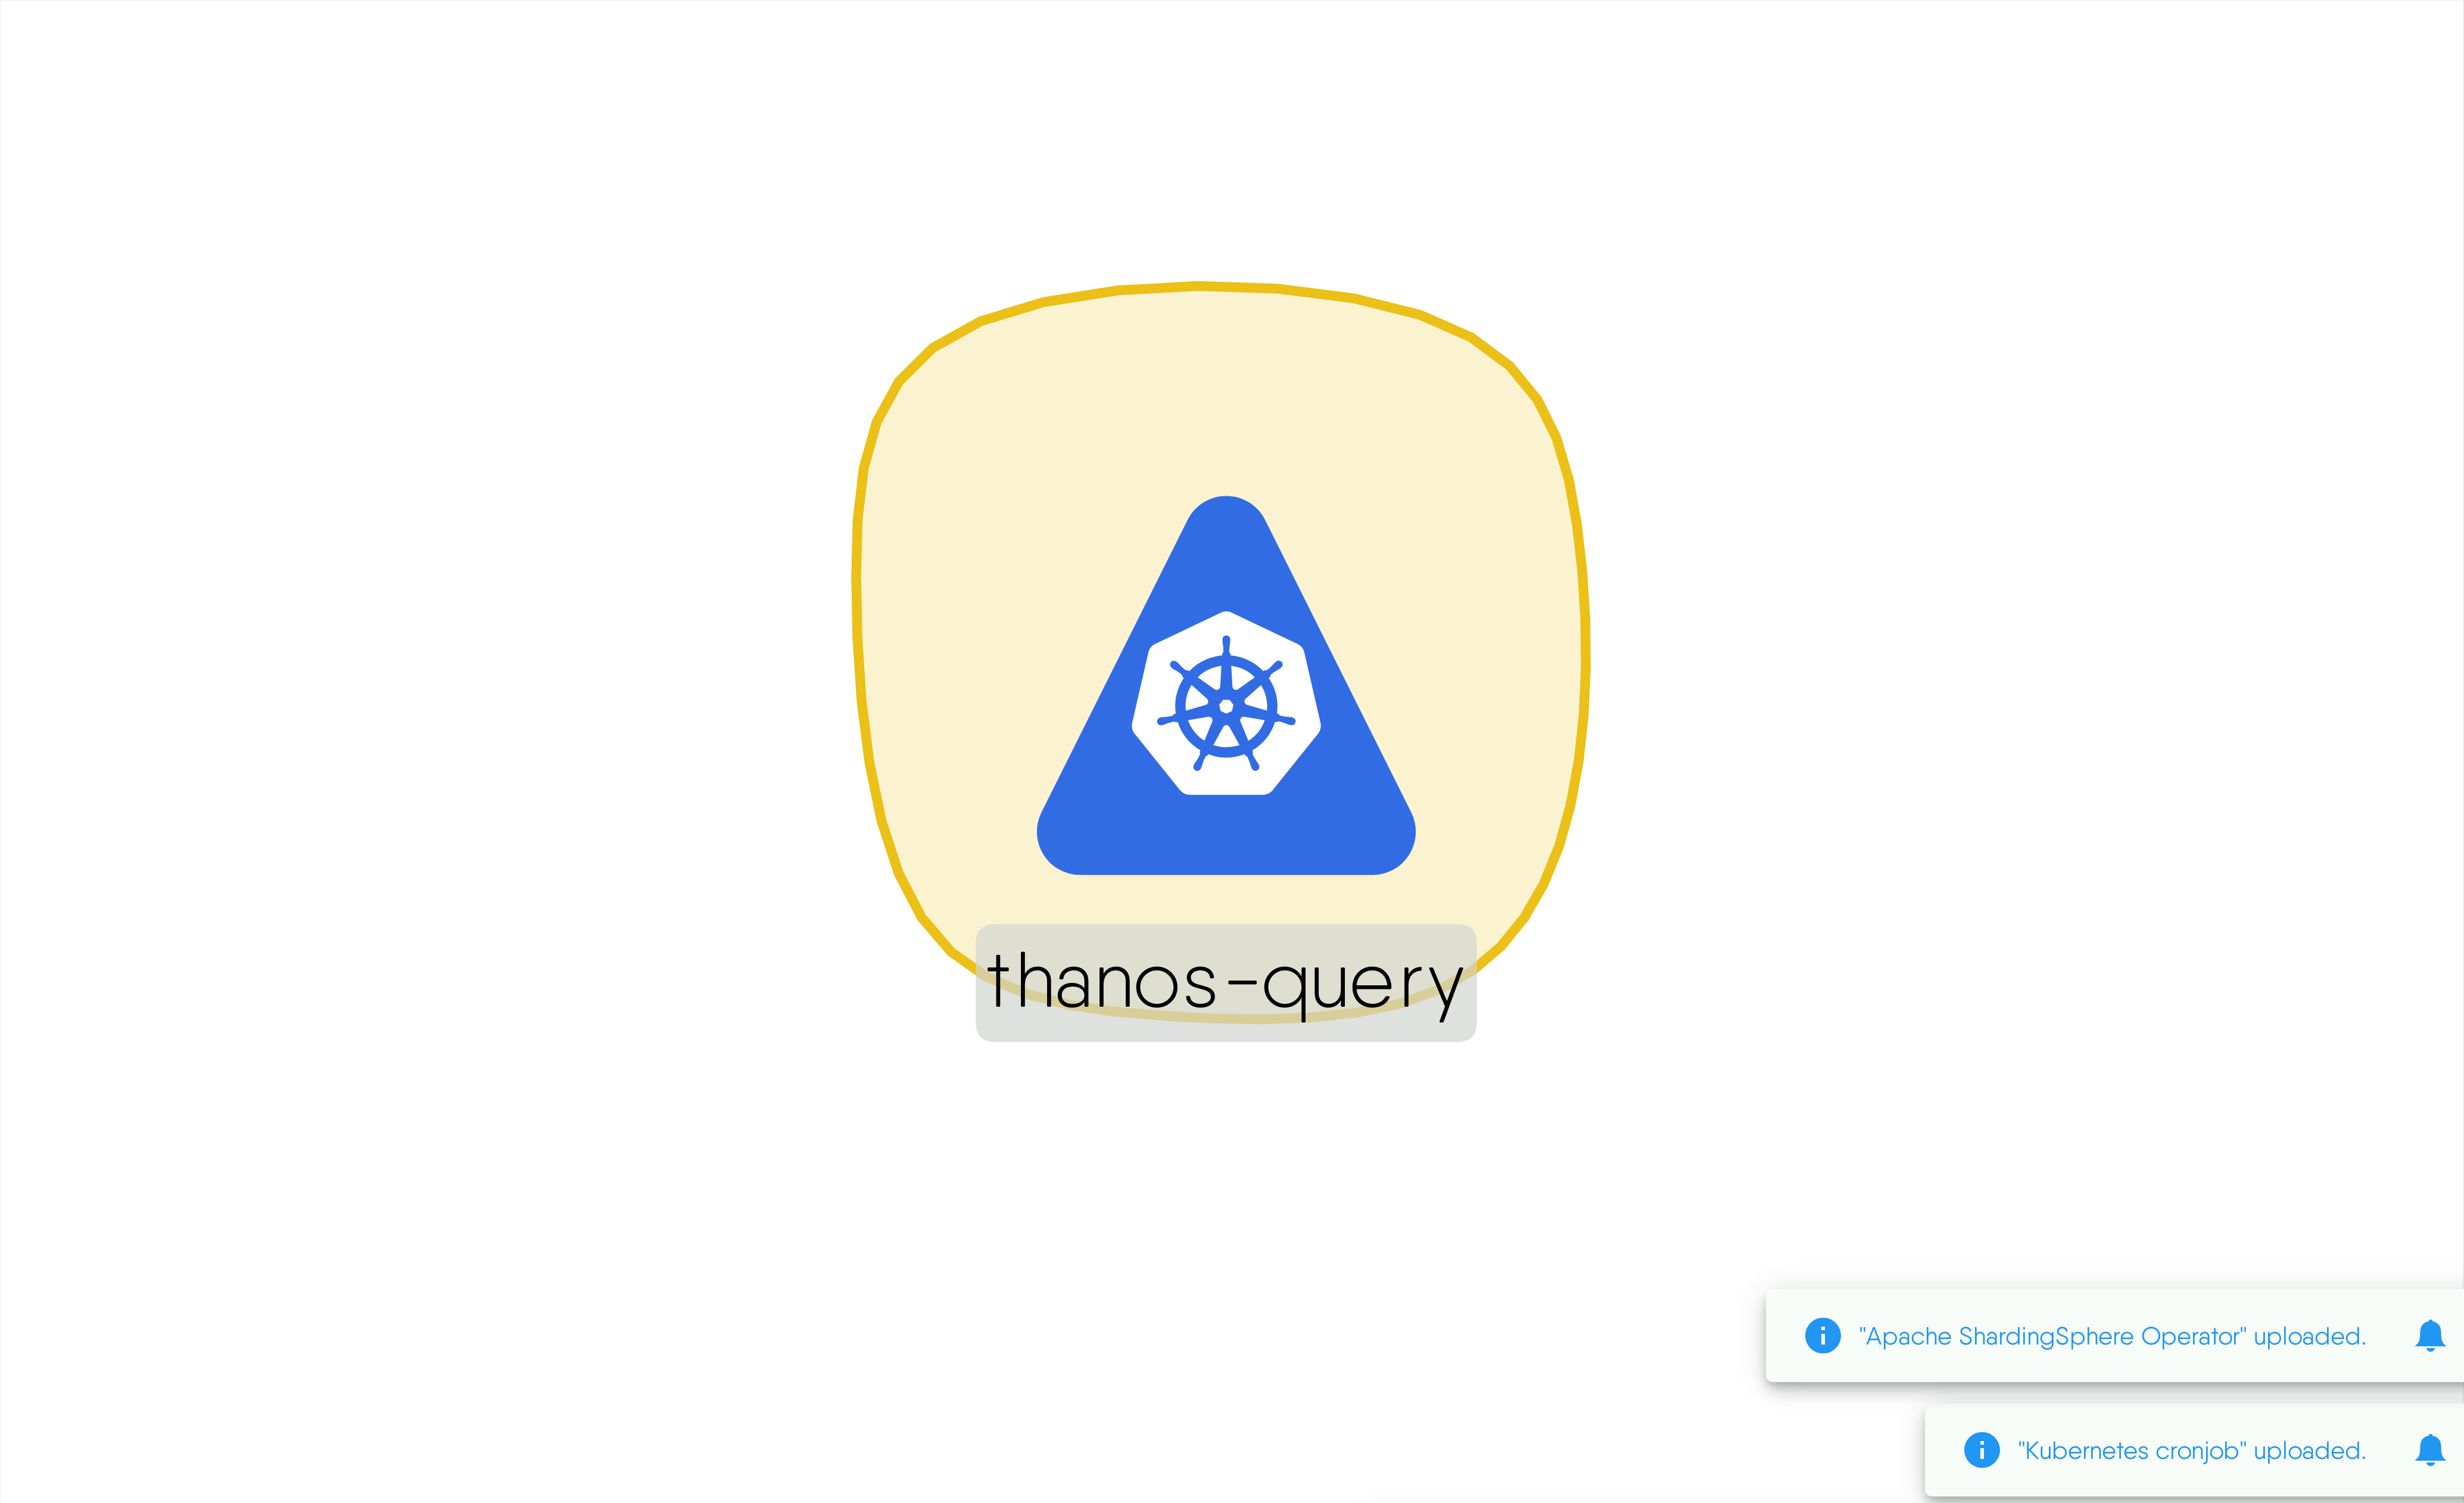 thanos-query
"Apache ShardingSphere Operator" uploaded.
"Kubernetes cronjob" uploaded.